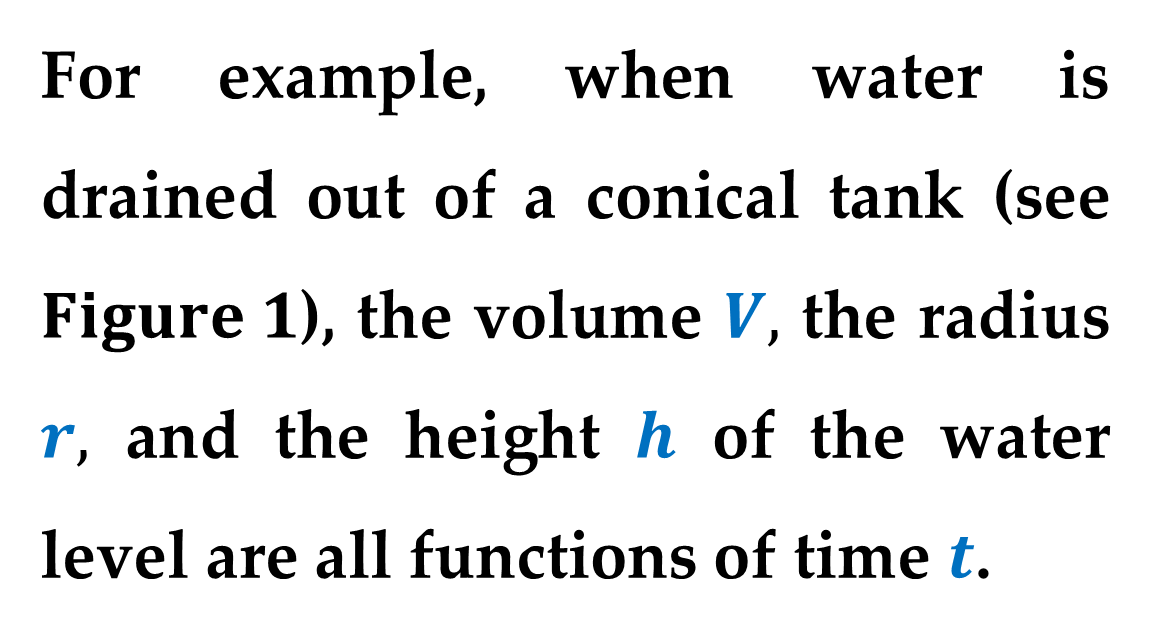 For example, when water is
drained out of a conical tank (see
Figure 1), the volume V, the radius
r, and the height h of the water
level are all functions of time t.